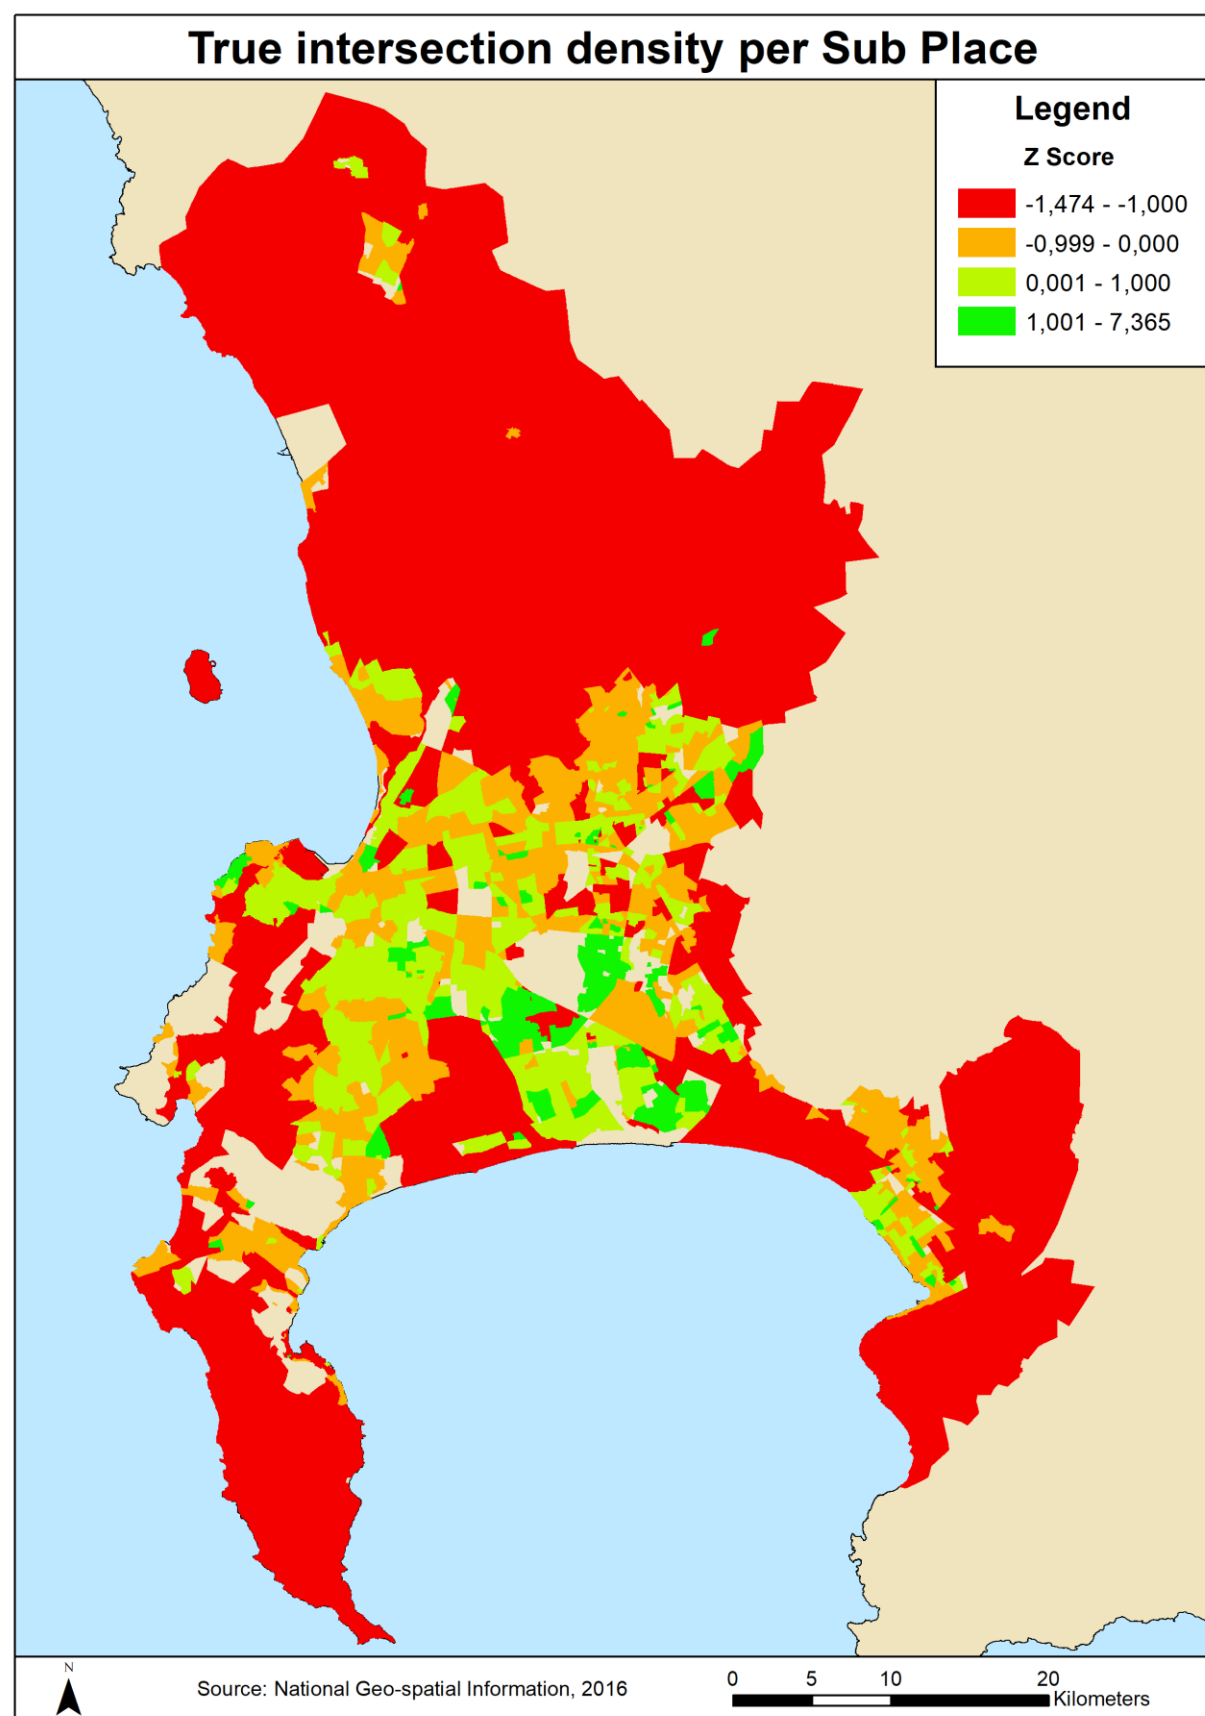 True intersection density per Sub Place
Legend
Z Score
-1,474 - -1,000
-0,999 - 0,000
0,001 - 1,000
1,001 - 7,365
N
Source: National Geo-spatial Information, 2016
0 5 10 20
Kilometers